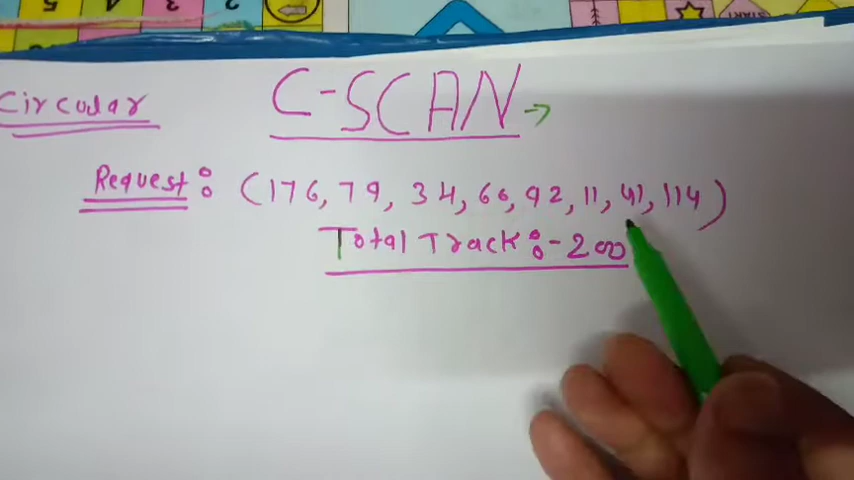 C-SCAN →
Circular
Request : (176, 79, 34, 60, 92, 11, 41, 114)
Total Track :- 200